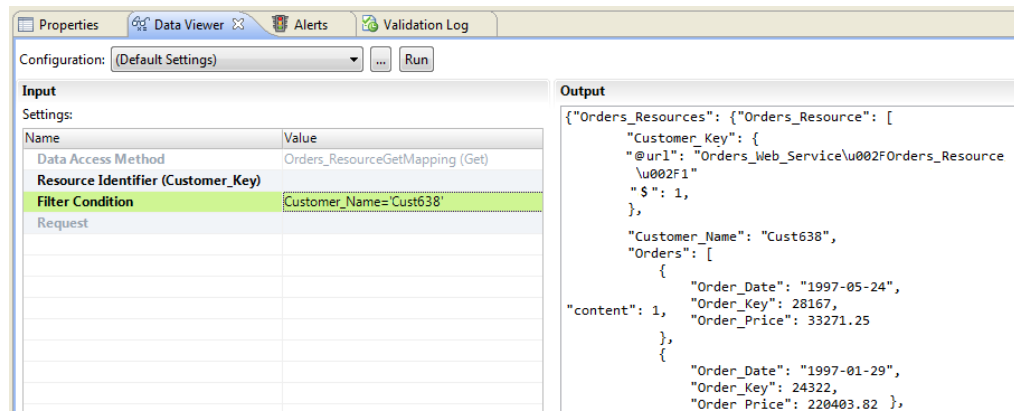 Properties
Data Viewer
Alerts
Validation Log
Configuration: (Default Settings) ... Run
Input
Settings:
Name Value
Data Access Method Orders_ResourceGetMapping (Get)
Resource Identifier (Customer_Key)
Filter Condition Customer_Name='Cust638'
Request
Output
{"Orders_Resources": {"Orders_Resource": [
"Customer_Key": {
"@url": "Orders_Web_Service\u002FOrders_Resource
\u002F1"
"$": 1,
},
"Customer_Name": "Cust638",
"Orders": [
{
"Order_Date": "1997-05-24",
"content": 1, "Order_Key": 28167,
"Order_Price": 33271.25
},
{
"Order_Date": "1997-01-29",
"Order_Key": 24322,
"Order_Price": 220403.82 },